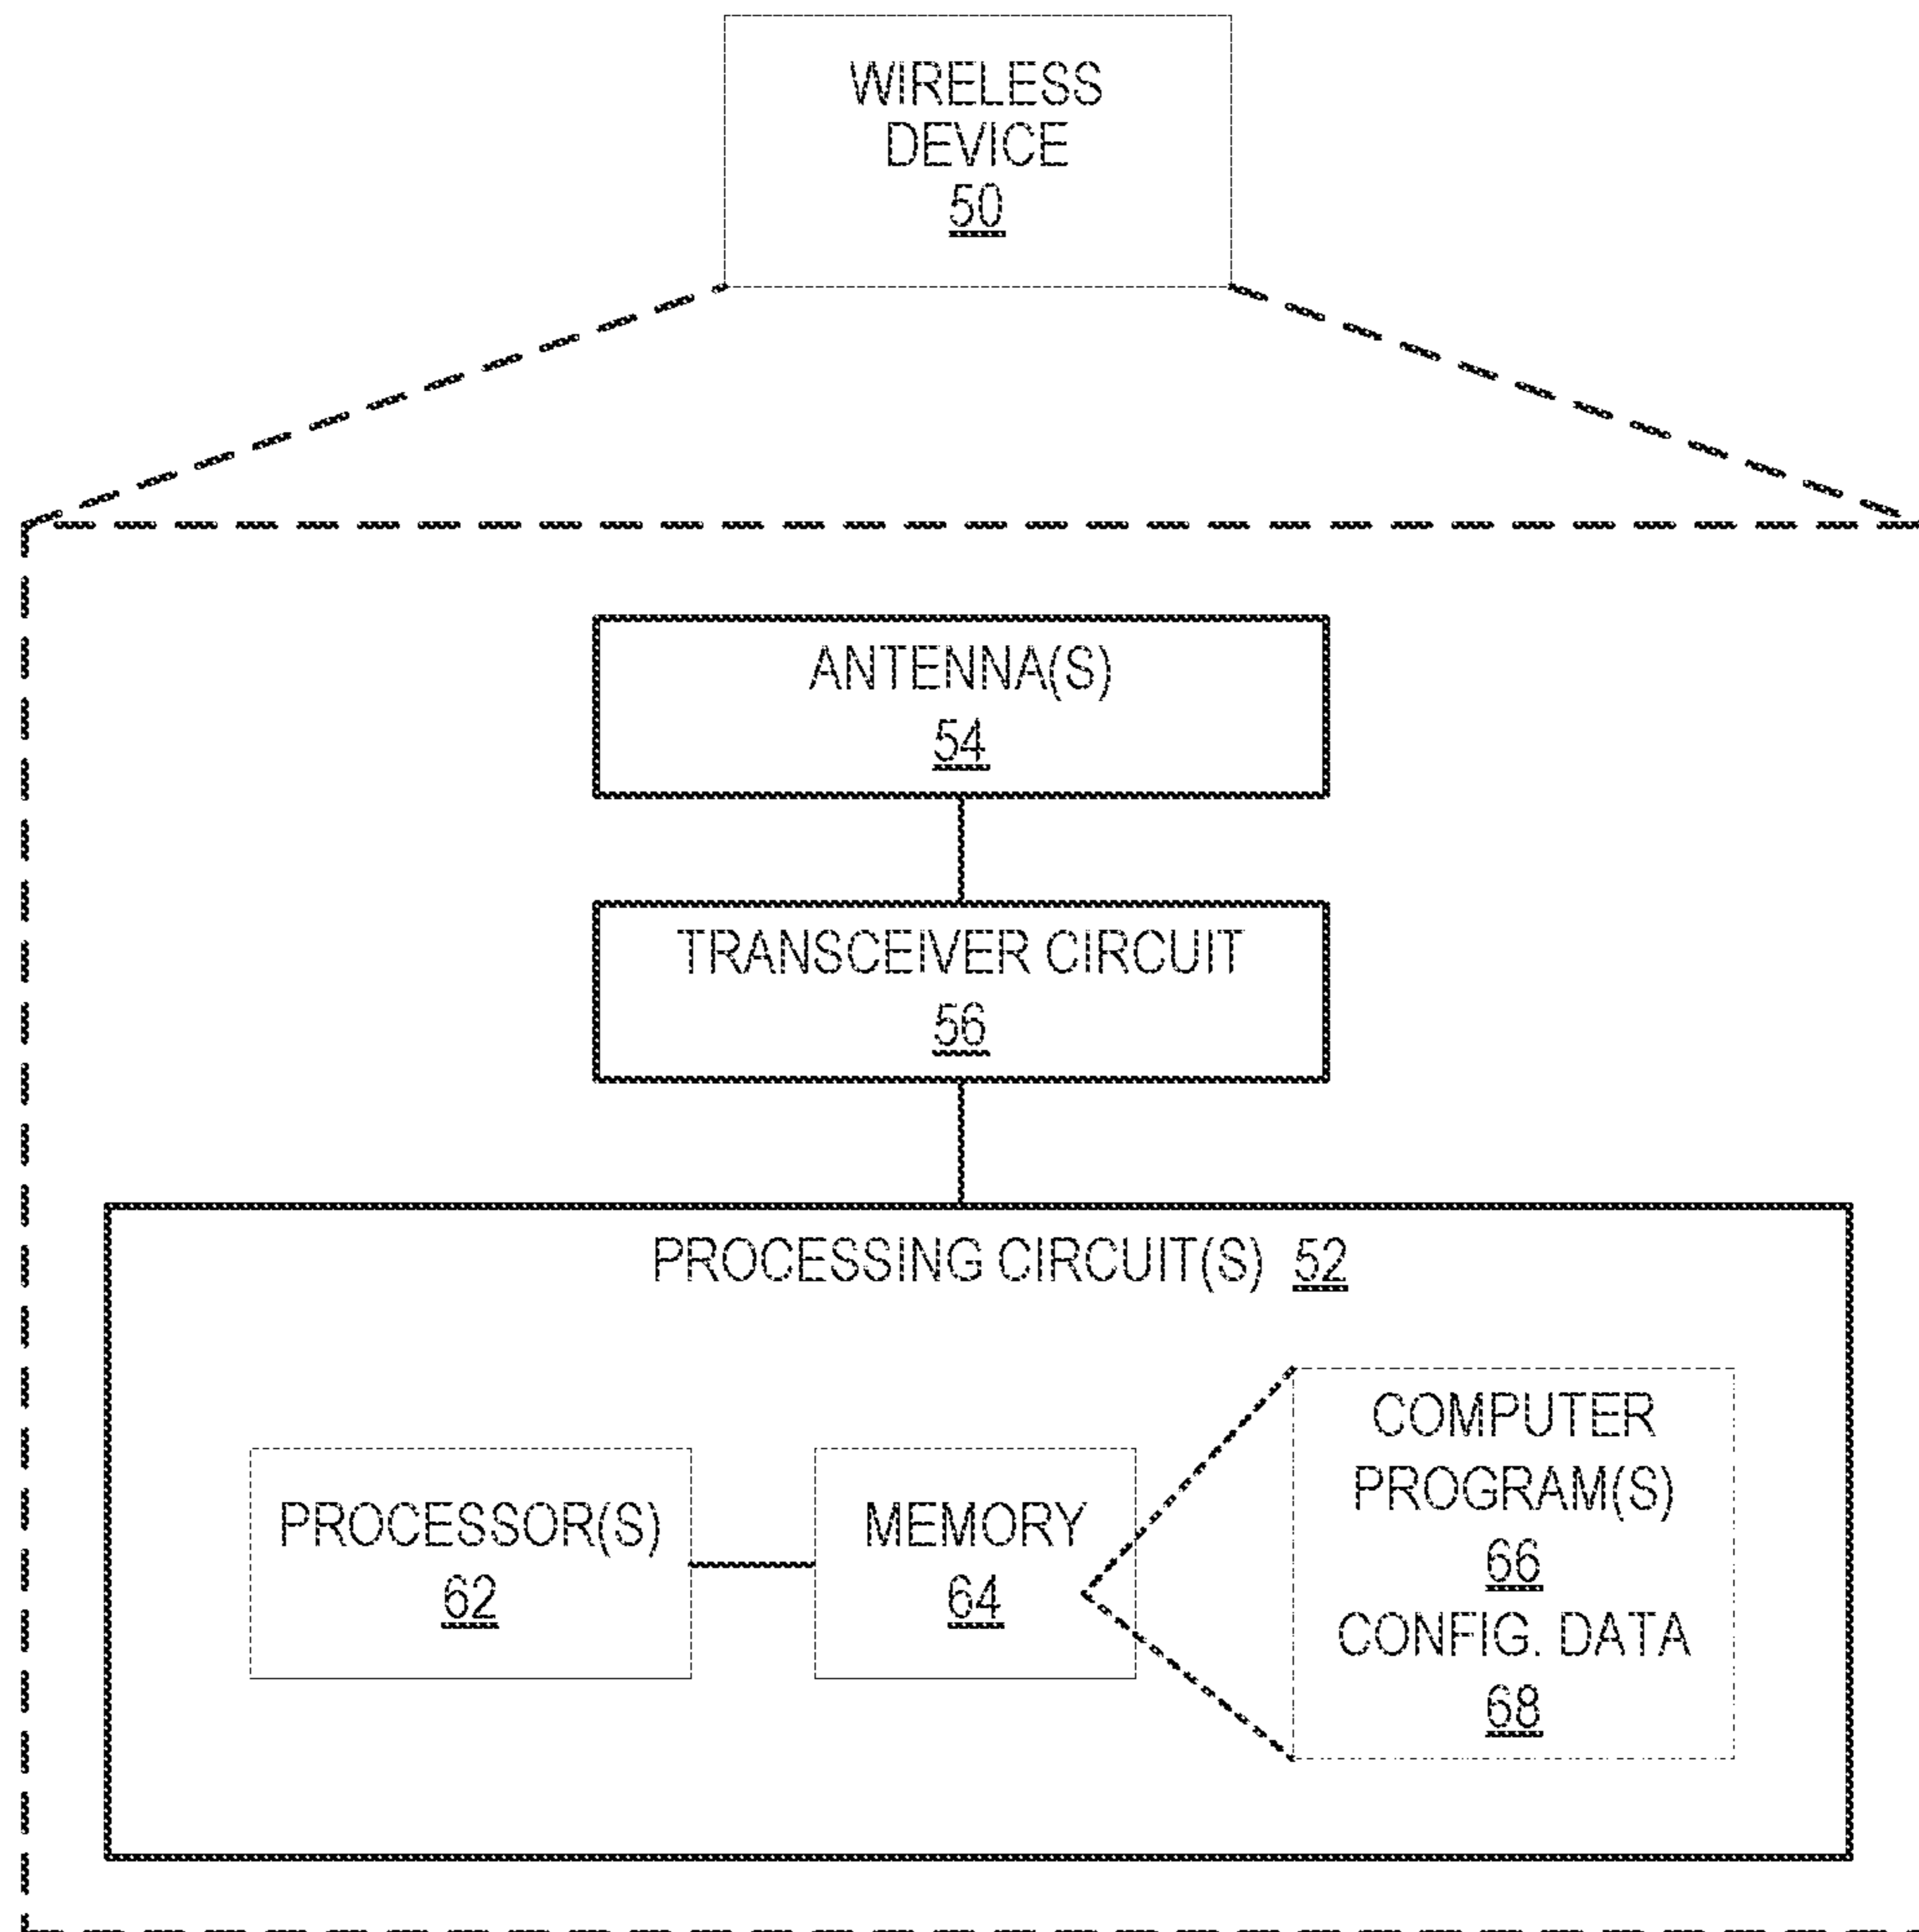 WIRELESS
DEVICE
50
ANTENNA(S)
54
TRANSCEIVER CIRCUIT
56
PROCESSING CIRCUIT(S) 52
PROCESSOR(S)
62
MEMORY
64
COMPUTER
PROGRAM(S)
66
CONFIG. DATA
68